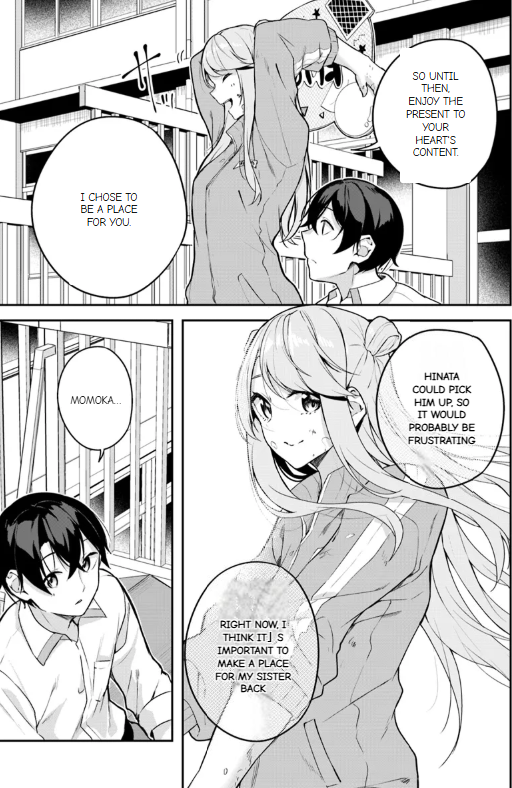 SO UNTIL
THEN,
ENJOY THE
PRESENT TO
YOUR
HEART'S
CONTENT.
I CHOSE TO
BE A PLACE
FOR YOU.
HINATA
COULD PICK
HIM UP, SO
IT WOULD
PROBABLY BE
FRUSTRATING
RIGHT NOW, I
THINK IT」S
IMPORTANT TO
MAKE A PLACE
FOR MY SISTER
BACK
MOMOKA...